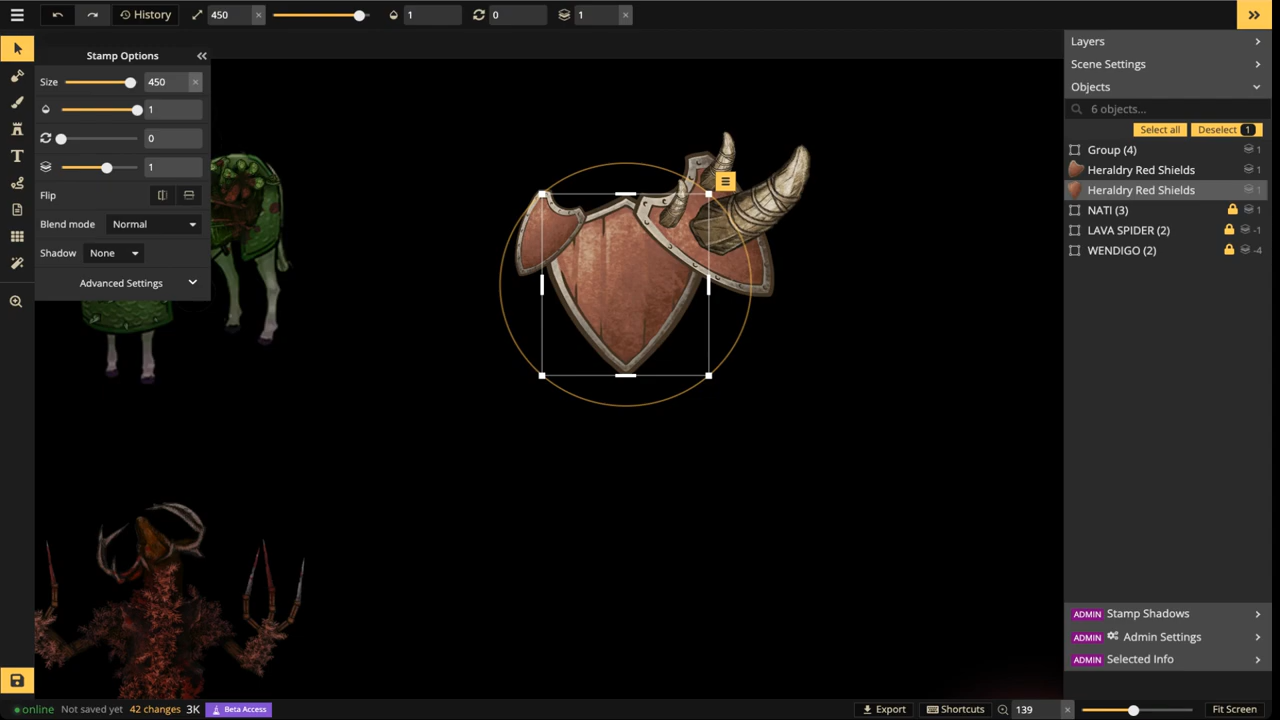 History 450 × 1 0 1 ×
Stamp Options
Size 450 ×
1
0
1
Flip
Blend mode Normal
Shadow None
Advanced Settings
Layers
Scene Settings
Objects
6 objects...
Select all Deselect 1
Group (4) 1
Heraldry Red Shields 1
Heraldry Red Shields 1
NATI (3) 1
LAVA SPIDER (2) -1
WENDIGO (2) -4
ADMIN Stamp Shadows
ADMIN Admin Settings
ADMIN Selected Info
online Not saved yet 42 changes 3K Beta Access Export Shortcuts 139 × Fit Screen